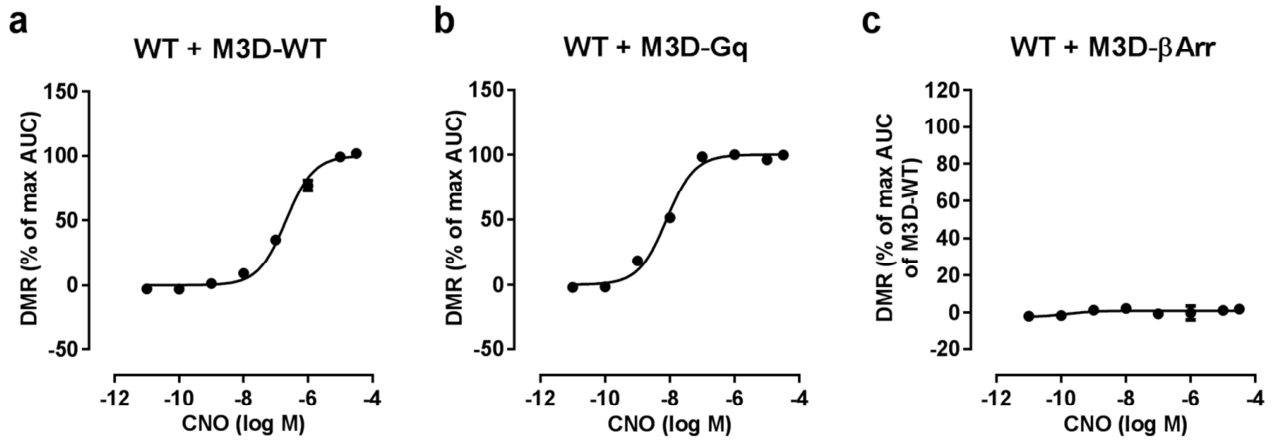 a
WT + M3D-WT
DMR (% of max AUC)
150
100
50
0
-50
-12 -10 -8 -6 -4
CNO (log M)
b
WT + M3D-Gq
DMR (% of max AUC)
150
100
50
0
-50
-12 -10 -8 -6 -4
CNO (log M)
c
WT + M3D-βArr
DMR (% of max AUC
of M3D-WT)
120
100
80
60
40
20
0
-20
-12 -10 -8 -6 -4
CNO (log M)